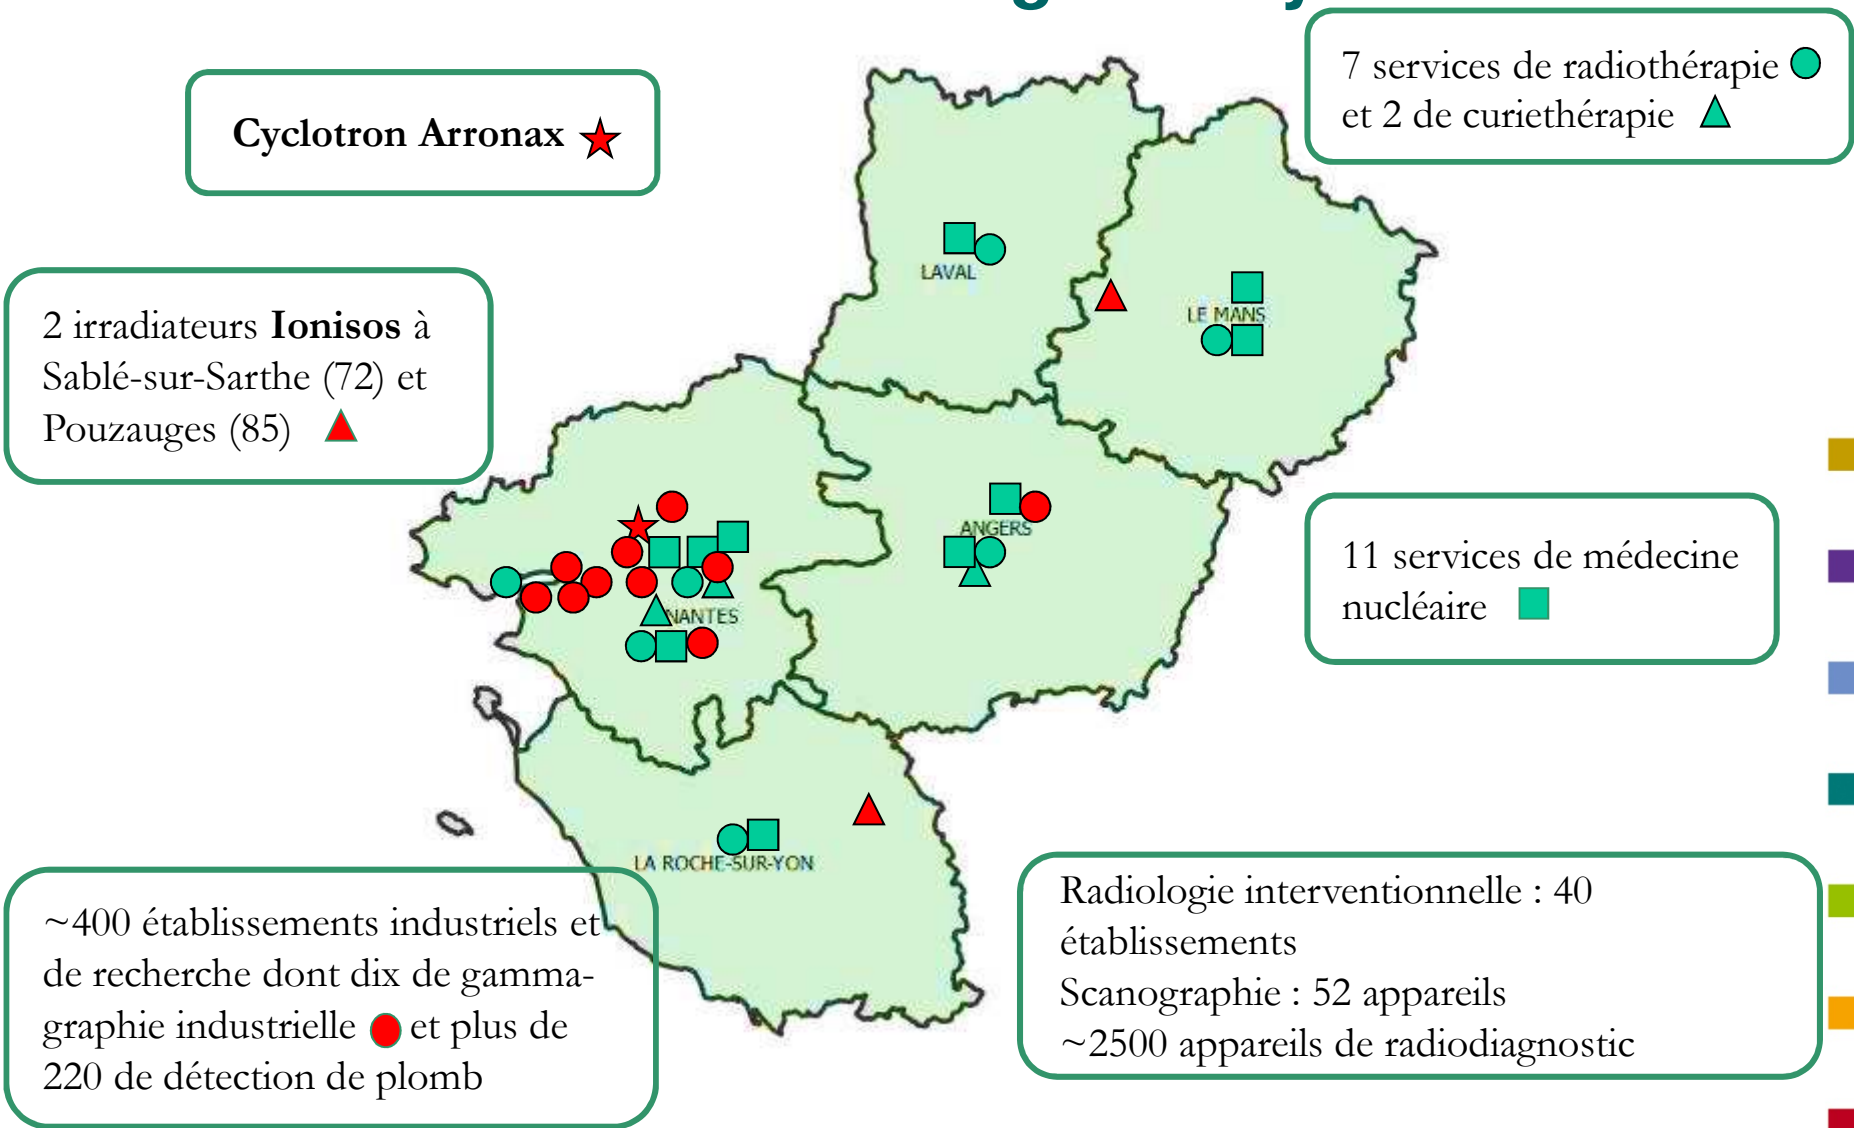 Cyclotron Arronax
7 services de radiothérapie
et 2 de curiethérapie
2 irradiateurs Ionisos à
Sablé-sur-Sarthe (72) et
Pouzauges (85)
LAVAL
LE MANS
ANGERS
NANTES
LA ROCHE-SUR-YON
11 services de médecine
nucléaire
~400 établissements industriels et
de recherche dont dix de gamma-
graphie industrielle et plus de
220 de détection de plomb
Radiologie interventionnelle : 40
établissements
Scanographie : 52 appareils
~2500 appareils de radiodiagnostic